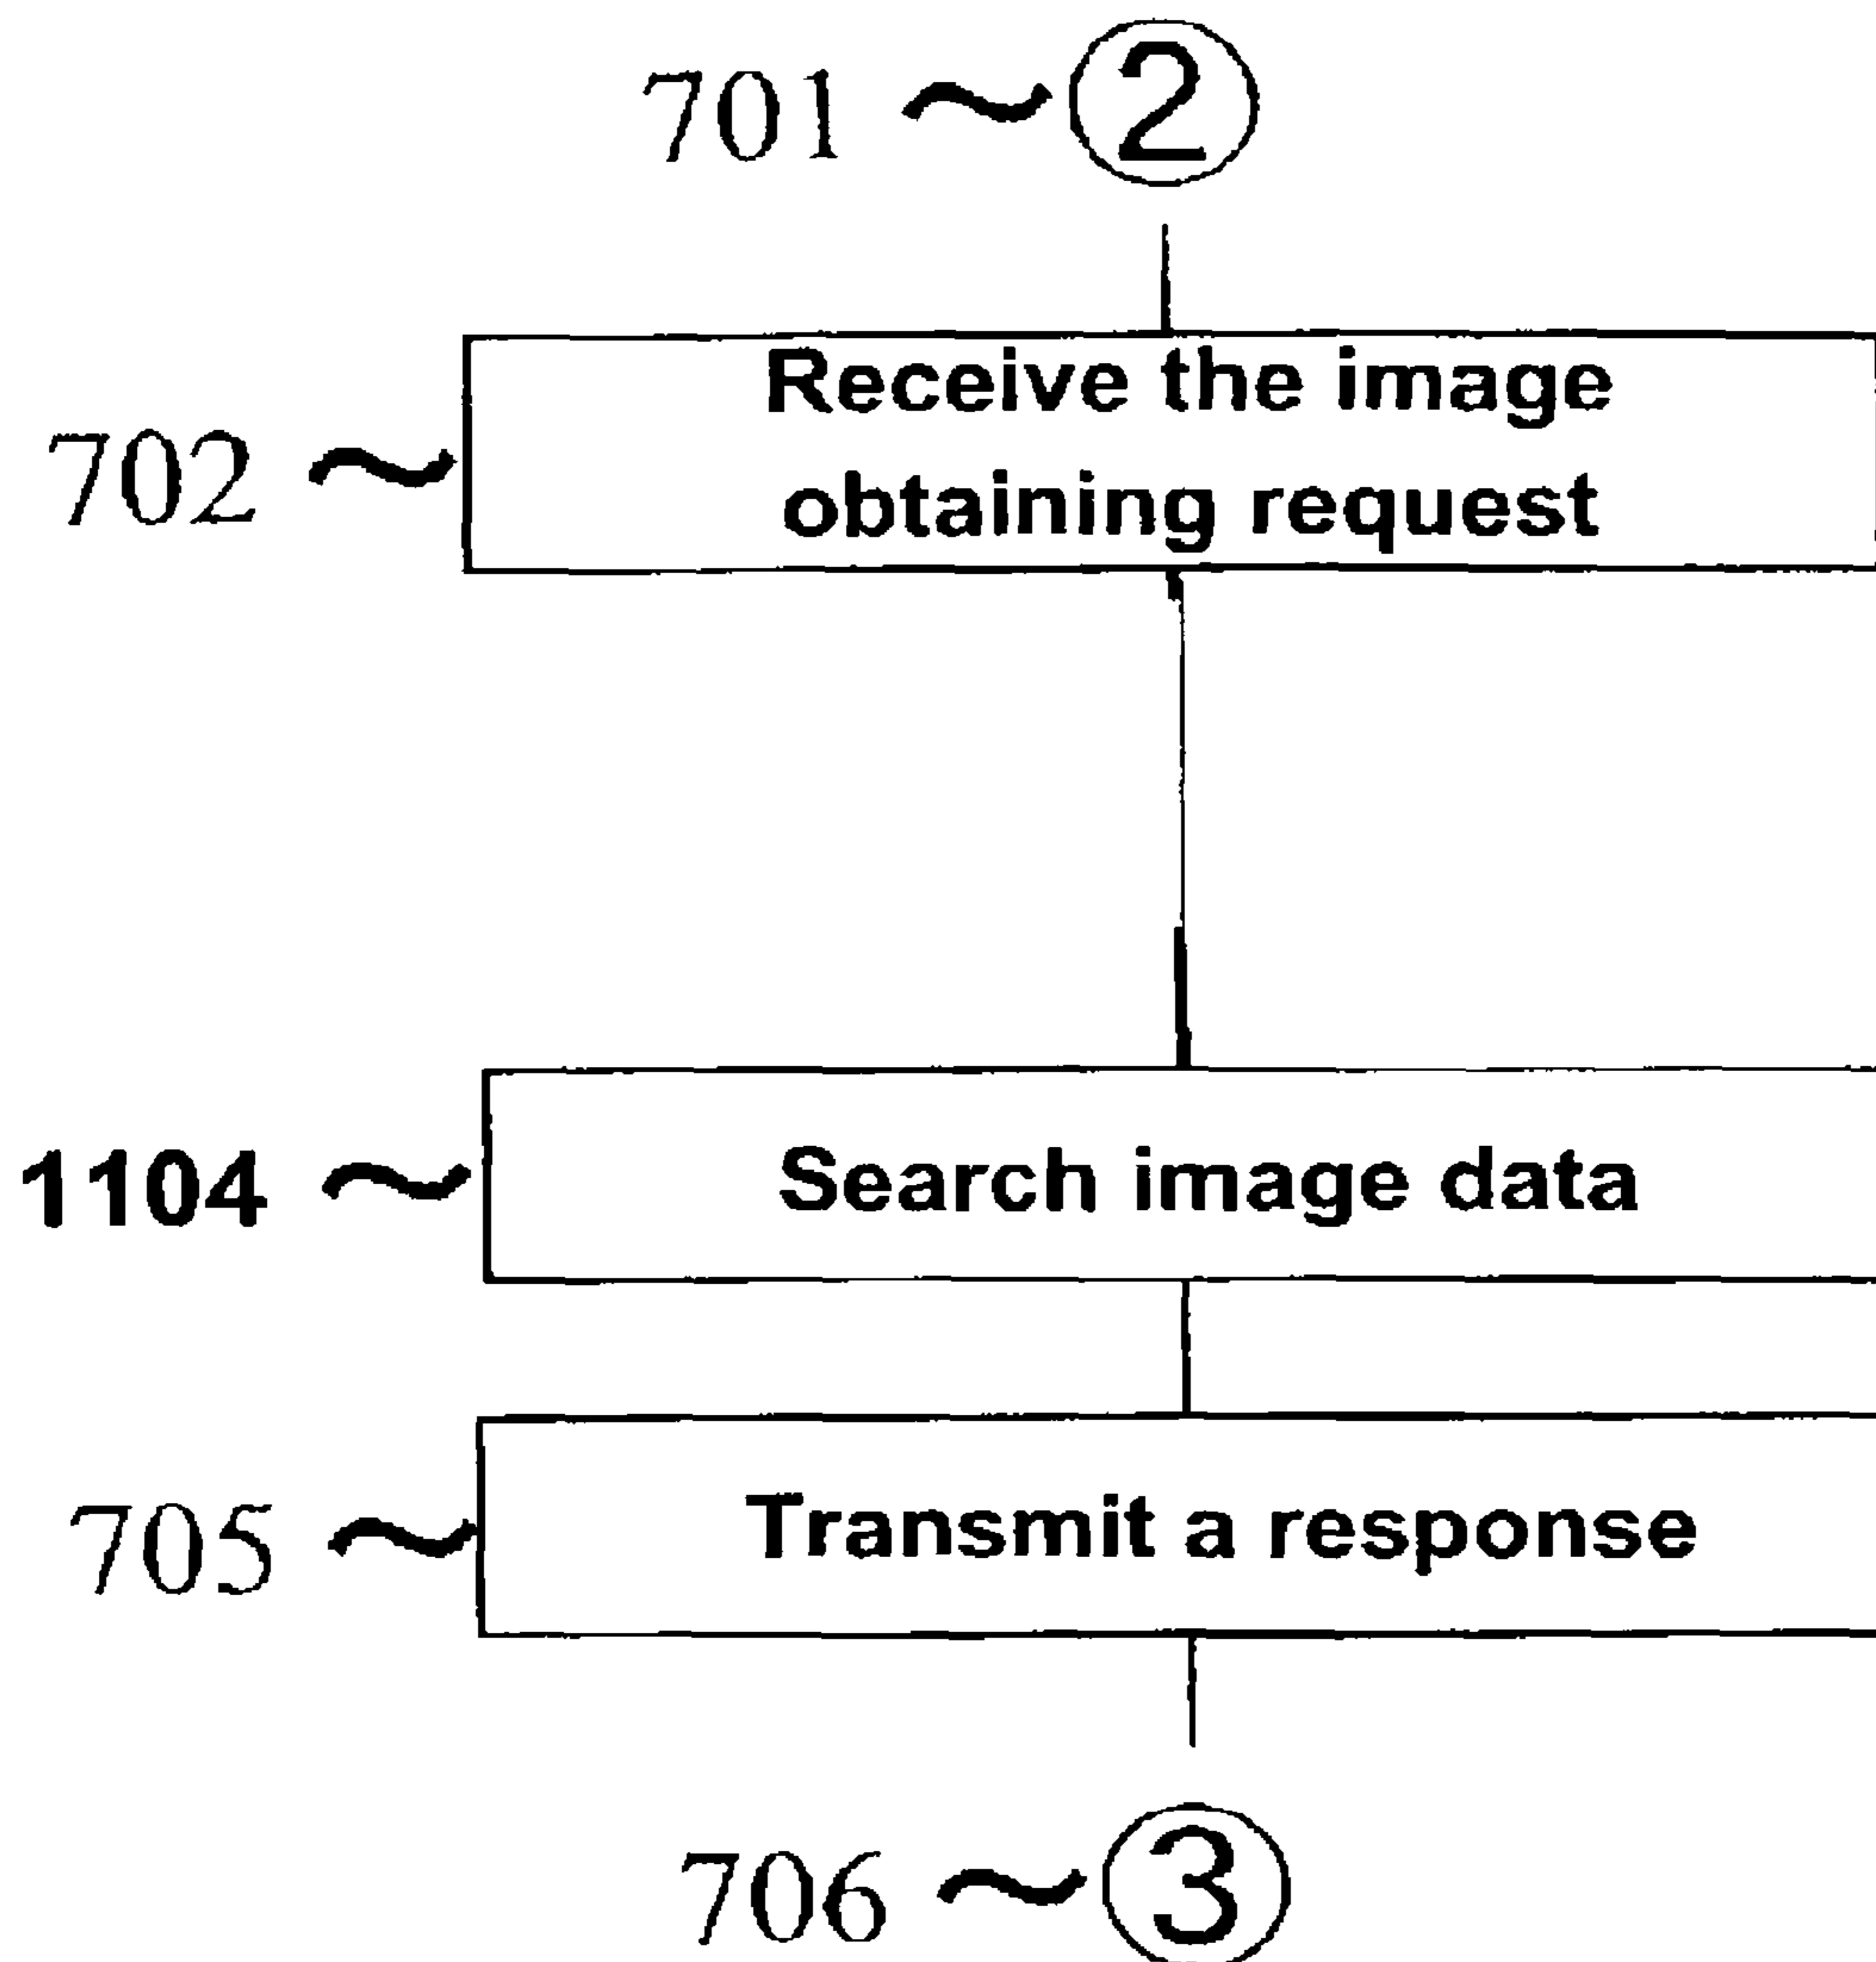 701 ~ ②
Receive the image
702 ~
obtaining request
1104 ~ Search image data
705 ~ Transmit a response
706 ~ ③